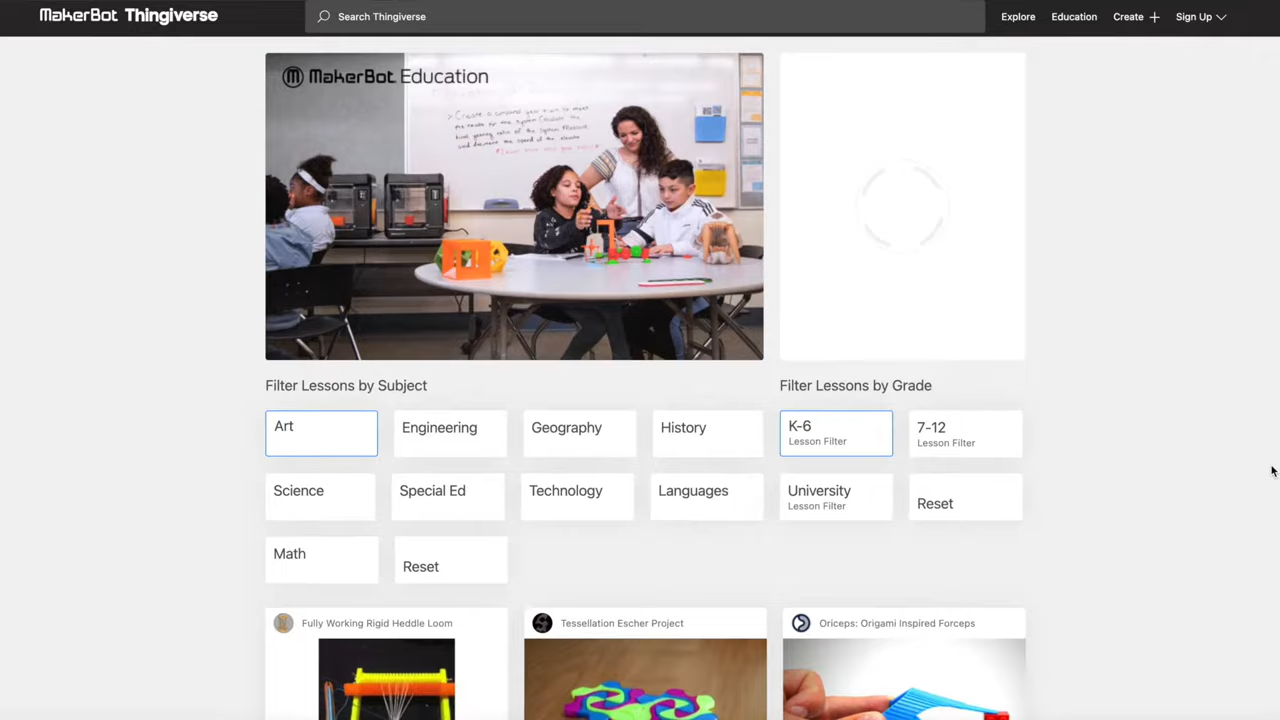 MakerBot Thingiverse
Search Thingiverse
Explore
Education
Create
Sign Up
MakerBot Education
Filter Lessons by Subject
Filter Lessons by Grade
Art
Engineering
Geography
History
K-6
Lesson Filter
7-12
Lesson Filter
Science
Special Ed
Technology
Languages
University
Lesson Filter
Reset
Math
Reset
Fully Working Rigid Heddle Loom
Tessellation Escher Project
Oriceps: Origami Inspired Forceps